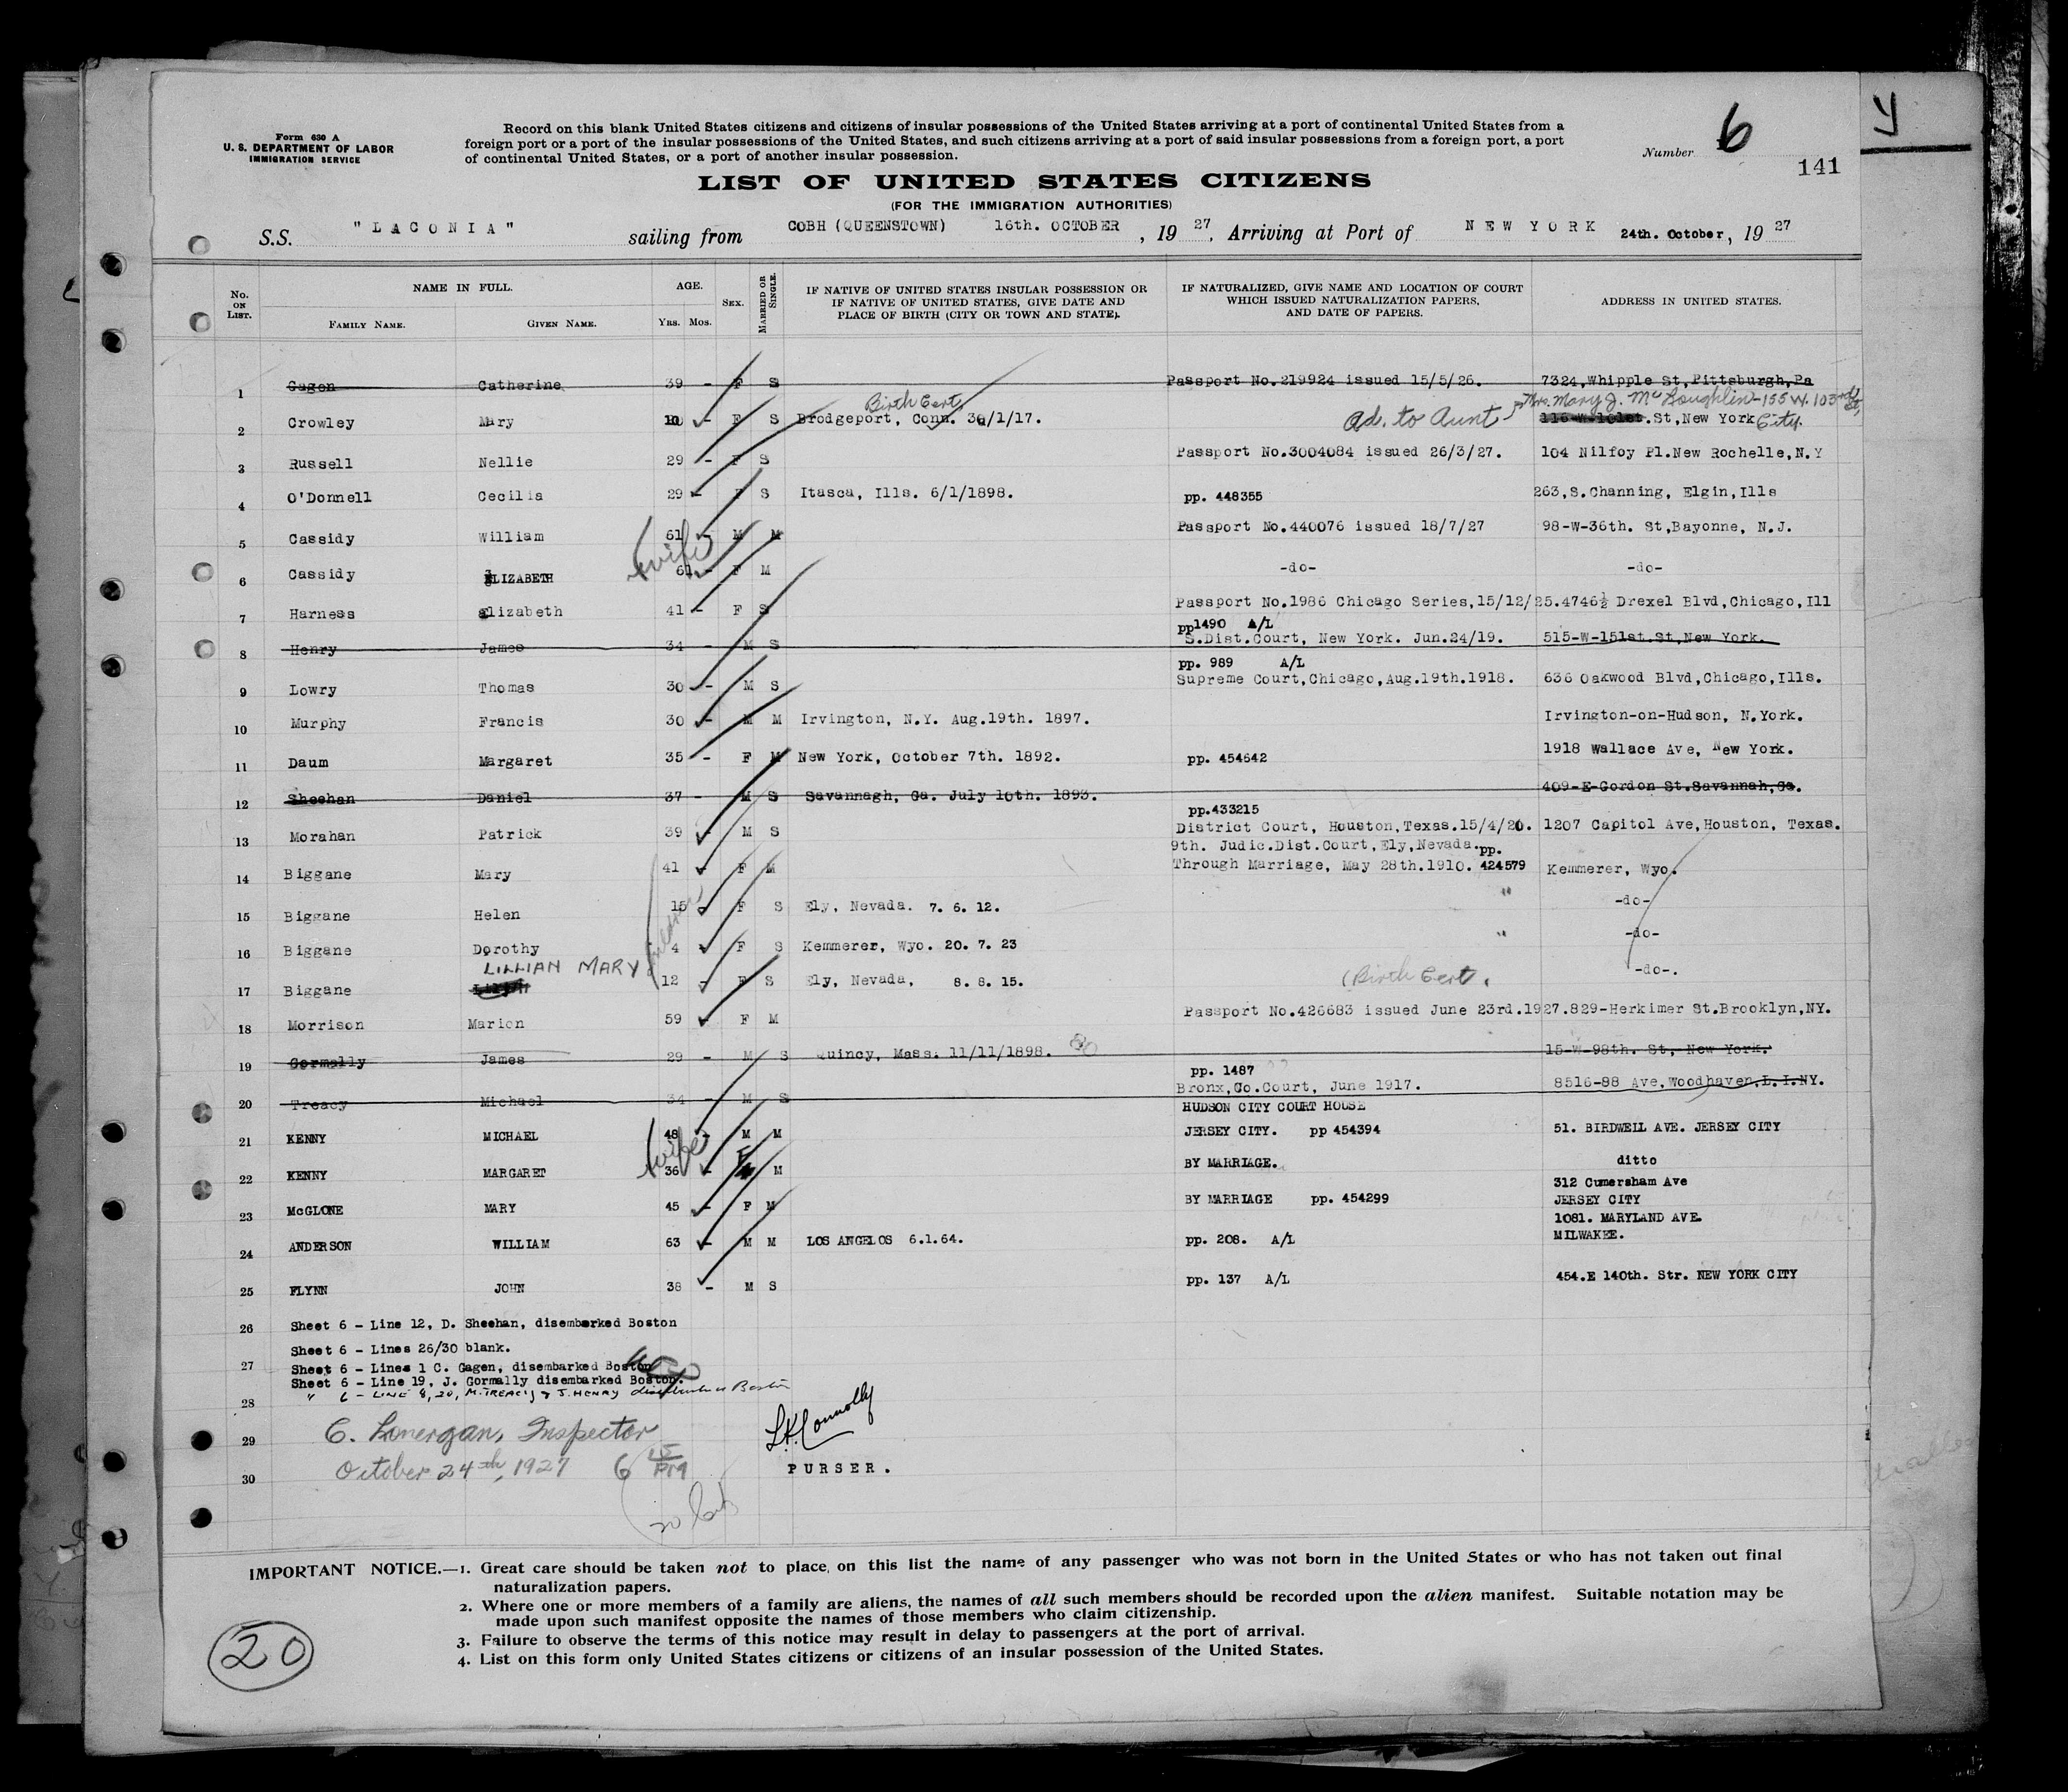 Form 630 A
U. S. DEPARTMENT OF LABOR
IMMIGRATION SERVICE
Record on this blank United States citizens and citizens of insular possessions of the United States arriving at a port of continental United States from a
foreign port or a port of the insular possessions of the United States, and such citizens arriving at a port of said insular possessions from a foreign port, a port
of continental United States, or a port of another insular possession.
Number 6
141
LIST OF UNITED STATES CITIZENS
(FOR THE IMMIGRATION AUTHORITIES)
S.S. "LACONIA" sailing from COBH (QUEENSTOWN) 16th. OCTOBER, 1927, Arriving at Port of NEW YORK 24th. October, 1927
No. ON LIST. NAME IN FULL. FAMILY NAME. GIVEN NAME. AGE. YRS. MOS. SEX. MARRIED OR SINGLE. IF NATIVE OF UNITED STATES INSULAR POSSESSION OR IF NATIVE OF UNITED STATES, GIVE DATE AND PLACE OF BIRTH (CITY OR TOWN AND STATE). IF NATURALIZED, GIVE NAME AND LOCATION OF COURT WHICH ISSUED NATURALIZATION PAPERS, AND DATE OF PAPERS. ADDRESS IN UNITED STATES.
1 Gagen Catherine 39 - F S Passport No.219924 issued 15/5/26. 7324,Whipple St,Pittsburgh,Pa
Birth Cert. Mrs. Mary J. McLoughlin-155 W. 103rd St,
2 Crowley Mary 10 - F S Brodgeport, Conn. 30/1/17. Ad. to Aunt 116-W-101st.St,New York City.
3 Russell Nellie 29 - F S Passport No.3004084 issued 26/3/27. 104 Nilfoy Pl.New Rochelle,N.Y
4 O'Donnell Cecilia 29 - F S Itasca, Ills. 6/1/1898. pp. 448355 263,S.Channing, Elgin,Ills
5 Cassidy William 61 - M M Passport No.440076 issued 18/7/27 98-W-36th. St,Bayonne, N.J.
wife
6 Cassidy ELIZABETH 61 - F M -do- -do-
7 Harness Elizabeth 41 - F S Passport No.1986 Chicago Series,15/12/25. 4746½ Drexel Blvd,Chicago,Ill
pp1490 A/L
8 Henry James 34 - M S S.Dist.Court, New York. Jun.24/19. 515-W-151st.St,New York.
pp. 989 A/L
9 Lowry Thomas 30 - M S Supreme Court,Chicago,Aug.19th.1918. 636 Oakwood Blvd,Chicago,Ills.
10 Murphy Francis 30 - M M Irvington, N.Y. Aug.19th. 1897. Irvington-on-Hudson, N.York.
11 Daum Margaret 35 - F M New York, October 7th. 1892. pp. 454642 1918 Wallace Ave, New York.
12 Sheehan Daniel 37 - M S Savannagh, Ga. July 10th. 1893. 409-E-Gordon St.Savannah,Ga.
pp.433215
13 Morahan Patrick 39 - M S District Court, Houston,Texas.15/4/20. 1207 Capitol Ave,Houston, Texas.
9th. Judic.Dist.Court,Ely,Nevada. pp.
14 Biggane Mary 41 - F M Through Marriage, May 28th.1910. 424579 Kemmerer, Wyo.
children
15 Biggane Helen 15 - F S Ely, Nevada. 7. 6. 12. " -do-
16 Biggane Dorothy 4 - F S Kemmerer, Wyo. 20. 7. 23 " -do-
LILLIAN MARY
17 Biggane 12 - F S Ely, Nevada, 8. 8. 15. (Birth Cert. -do-.
18 Morrison Marion 59 - F M Passport No.426683 issued June 23rd.1927. 829-Herkimer St.Brooklyn,NY.
19 Gormally James 29 - M S Quincy, Mass. 11/11/1898. 15-W-98th. St, New York.
pp. 1487
20 Treacy Michael 34 - M S Bronx,Co.Court, June 1917. 8516-88 Ave,Woodhaven.L.I.NY.
HUDSON CITY COURT HOUSE
21 KENNY MICHAEL 48 - M M JERSEY CITY. pp 454394 51. BIRDWELL AVE. JERSEY CITY
wife
22 KENNY MARGARET 36 - F M BY MARRIAGE. ditto
312 Cumersham Ave
23 McGLONE MARY 45 - F M BY MARRIAGE pp. 454299 JERSEY CITY
1081. MARYLAND AVE.
24 ANDERSON WILLIAM 63 - M M LOS ANGELOS 6.1.64. pp. 208. A/L MILWAKEE.
25 FLYNN JOHN 38 - M S pp. 137 A/L 454.E 140th. Str. NEW YORK CITY
26 Sheet 6 - Line 12, D. Sheehan, disembarked Boston
Sheet 6 - Lines 26/30 blank.
27 Sheet 6 - Lines 1 C. Gagen, disembarked Boston
Sheet 6 - Line 19, J. Gormally disembarked Boston.
" 6 - LINE 8, 20, M. TREACY & J. HENRY disembarked Boston
28
29 C. Lonergan, Inspector
October 24th, 1927 6 15 PM
30
L.K. Connolly
PURSER.
IMPORTANT NOTICE.—1. Great care should be taken not to place on this list the name of any passenger who was not born in the United States or who has not taken out final
naturalization papers.
2. Where one or more members of a family are aliens, the names of all such members should be recorded upon the alien manifest. Suitable notation may be
made upon such manifest opposite the names of those members who claim citizenship.
3. Failure to observe the terms of this notice may result in delay to passengers at the port of arrival.
4. List on this form only United States citizens or citizens of an insular possession of the United States.
20